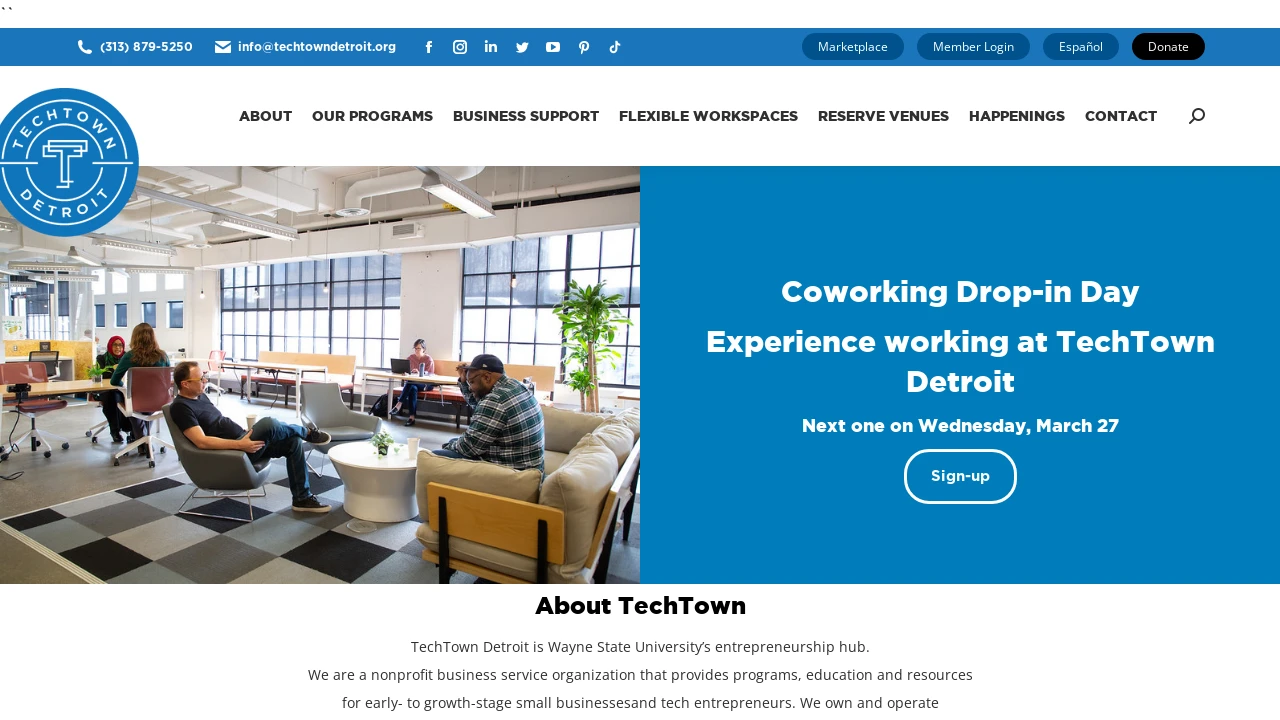 ``
(313) 879-5250 info@techtowndetroit.org Marketplace Member Login Español Donate
TECHTOWN
T
DETROIT
ABOUT OUR PROGRAMS BUSINESS SUPPORT FLEXIBLE WORKSPACES RESERVE VENUES HAPPENINGS CONTACT
Coworking Drop-in Day
Experience working at TechTown
Detroit
Next one on Wednesday, March 27
Sign-up
About TechTown
TechTown Detroit is Wayne State University’s entrepreneurship hub.
We are a nonprofit business service organization that provides programs, education and resources
for early- to growth-stage small businessesand tech entrepreneurs. We own and operate